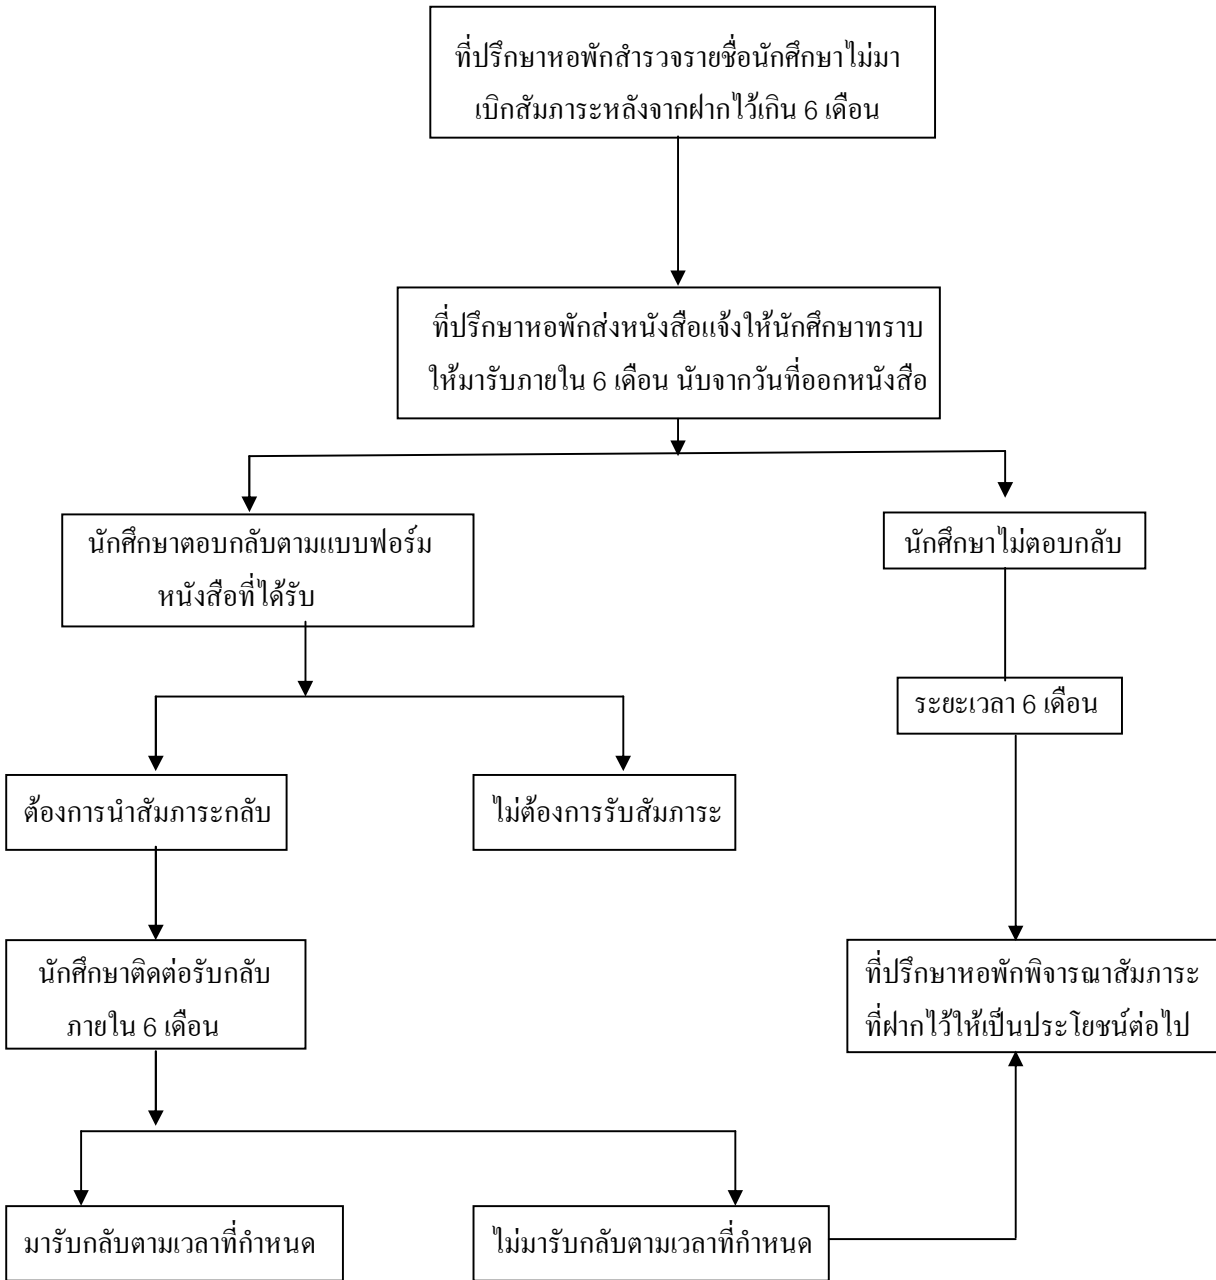 ที่ปรึกษาหอพักสำรวจรายชื่อนักศึกษาไม่มา
เบิกสัมภาระหลังจากฝากไว้เกิน 6 เดือน
ที่ปรึกษาหอพักส่งหนังสือแจ้งให้นักศึกษาทราบ
ให้มารับภายใน 6 เดือน นับจากวันที่ออกหนังสือ
นักศึกษาตอบกลับตามแบบฟอร์ม
หนังสือที่ได้รับ
นักศึกษาไม่ตอบกลับ
ระยะเวลา 6 เดือน
ต้องการนำสัมภาระกลับ
ไม่ต้องการรับสัมภาระ
นักศึกษาติดต่อรับกลับ
ภายใน 6 เดือน
ที่ปรึกษาหอพักพิจารณาสัมภาระ
ที่ฝากไว้ให้เป็นประโยชน์ต่อไป
มารับกลับตามเวลาที่กำหนด
ไม่มารับกลับตามเวลาที่กำหนด